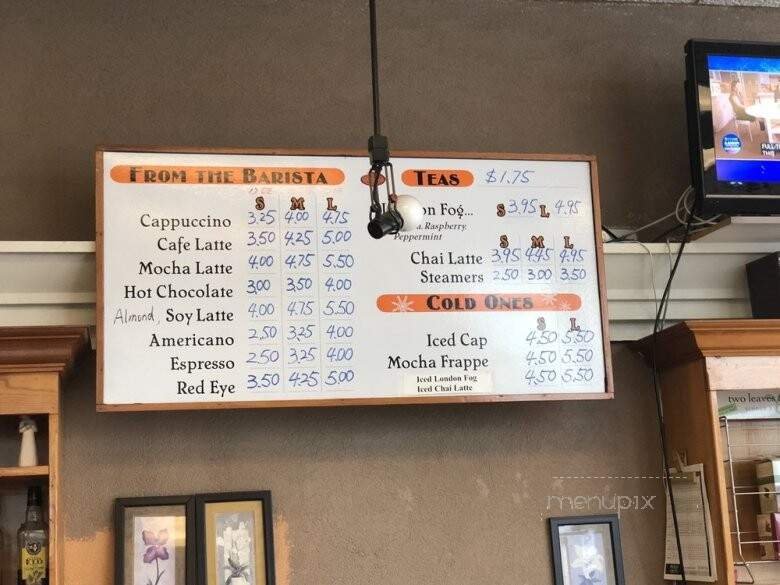 FROM THE BARISTA
12 oz
S M L
Cappuccino 3.25 4.00 4.75
Cafe Latte 3.50 4.25 5.00
Mocha Latte 4.00 4.75 5.50
Hot Chocolate 3.00 3.50 4.00
Almond, Soy Latte 4.00 4.75 5.50
Americano 2.50 3.25 4.00
Espresso 2.50 3.25 4.00
Red Eye 3.50 4.25 5.00
TEAS $1.75
on Fog... S 3.95 L 4.95
Raspberry,
Peppermint
S M L
Chai Latte 3.95 4.45 4.95
Steamers 2.50 3.00 3.50
COLD ONES
S L
Iced Cap 4.50 5.50
Mocha Frappe 4.50 5.50
Iced London Fog 4.50 5.50
Iced Chai Latte
two leaves
menupix